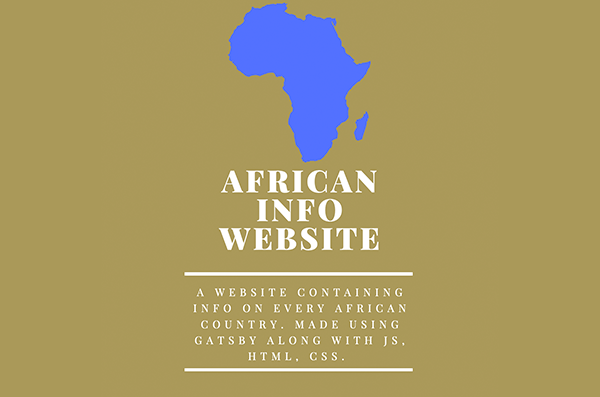 AFRICAN
INFO
WEBSITE
A WEBSITE CONTAINING
INFO ON EVERY AFRICAN
COUNTRY. MADE USING
GATSBY ALONG WITH JS,
HTML, CSS.